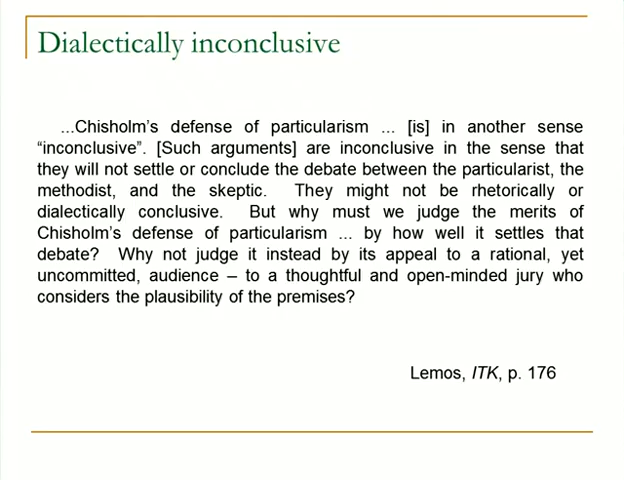 Dialectically inconclusive
...Chisholm's defense of particularism ... [is] in another sense
"inconclusive". [Such arguments] are inconclusive in the sense that
they will not settle or conclude the debate between the particularist, the
methodist, and the skeptic. They might not be rhetorically or
dialectically conclusive. But why must we judge the merits of
Chisholm's defense of particularism ... by how well it settles that
debate? Why not judge it instead by its appeal to a rational, yet
uncommitted, audience – to a thoughtful and open-minded jury who
considers the plausibility of the premises?
Lemos, ITK, p. 176